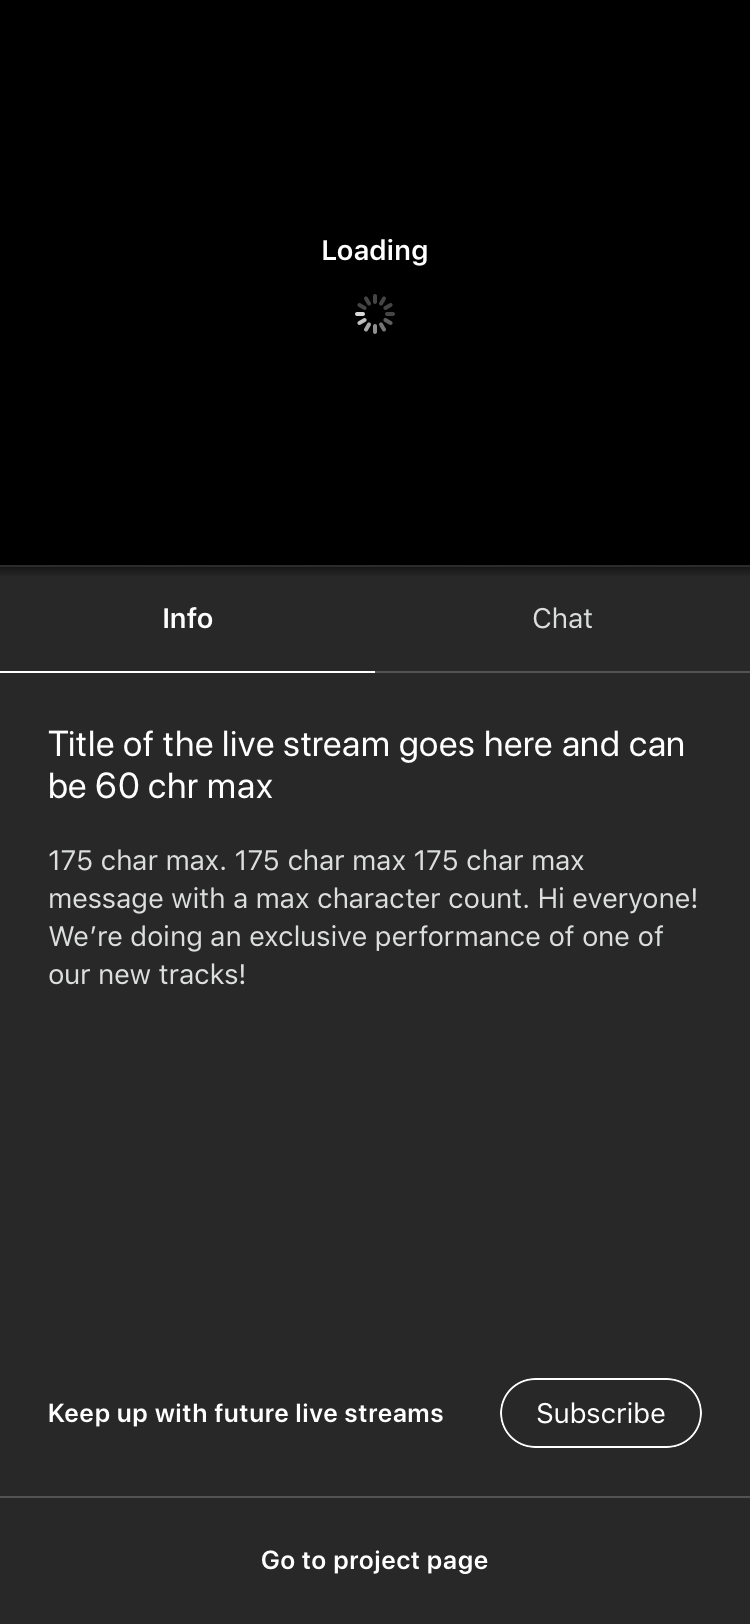 Loading
Info
Chat
Title of the live stream goes here and can
be 60 chr max
175 char max. 175 char max 175 char max
message with a max character count. Hi everyone!
We’re doing an exclusive performance of one of
our new tracks!
Keep up with future live streams
Subscribe
Go to project page